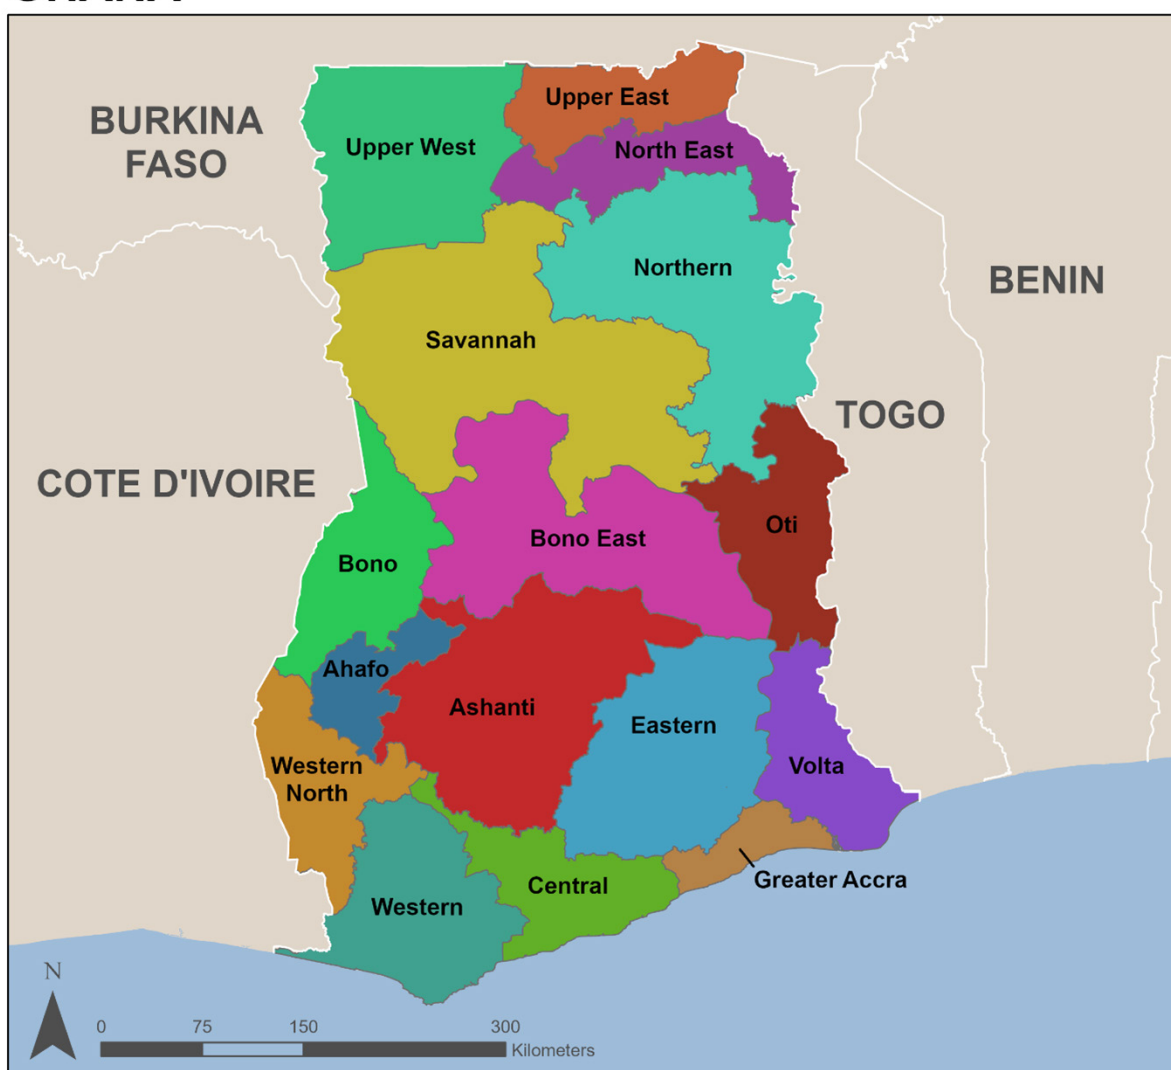 BURKINA
FASO
Upper East
Upper West
North East
Northern
BENIN
Savannah
TOGO
COTE D'IVOIRE
Oti
Bono East
Bono
Ahafo
Ashanti
Eastern
Western
North
Volta
Central
Greater Accra
Western
N
0 75 150 300
Kilometers